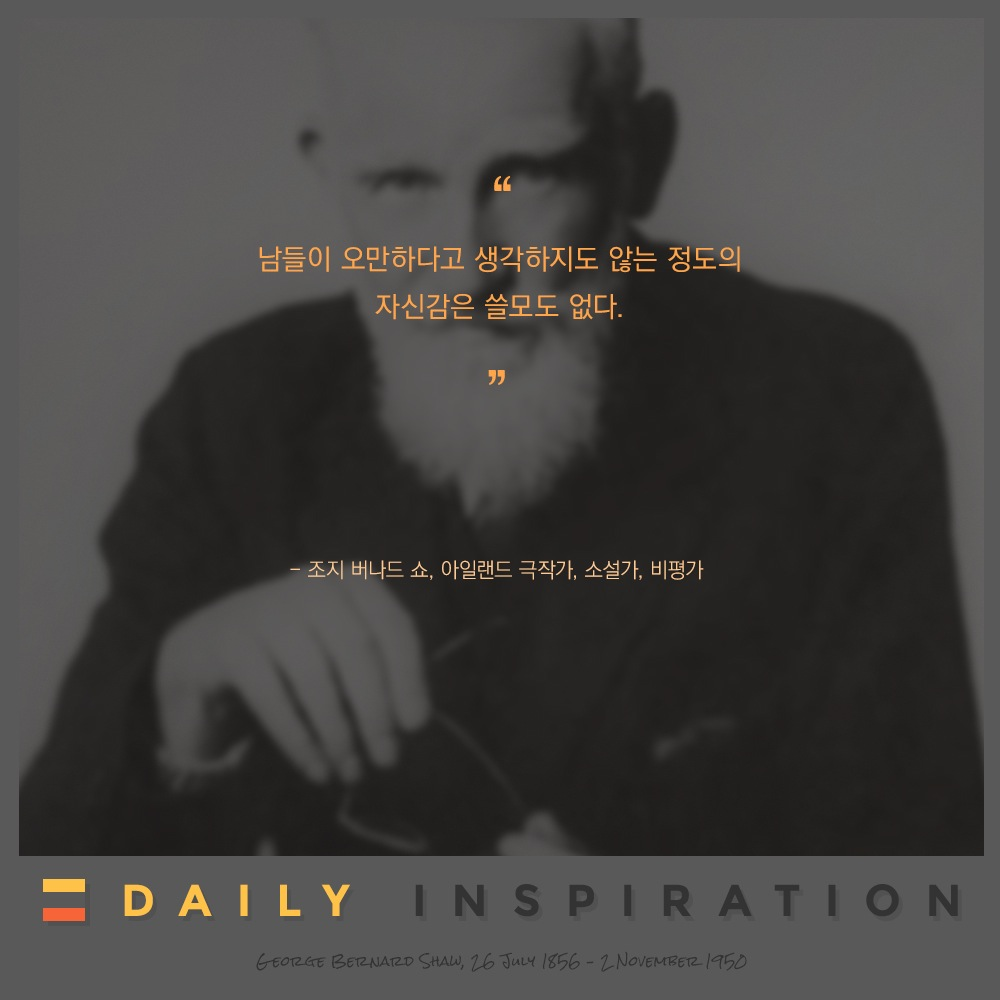 “
남들이 오만하다고 생각하지도 않는 정도의
자신감은 쓸모도 없다.
”
– 조지 버나드 쇼, 아일랜드 극작가, 소설가, 비평가
DAILY INSPIRATION
George Bernard Shaw, 26 July 1856 – 2 November 1950